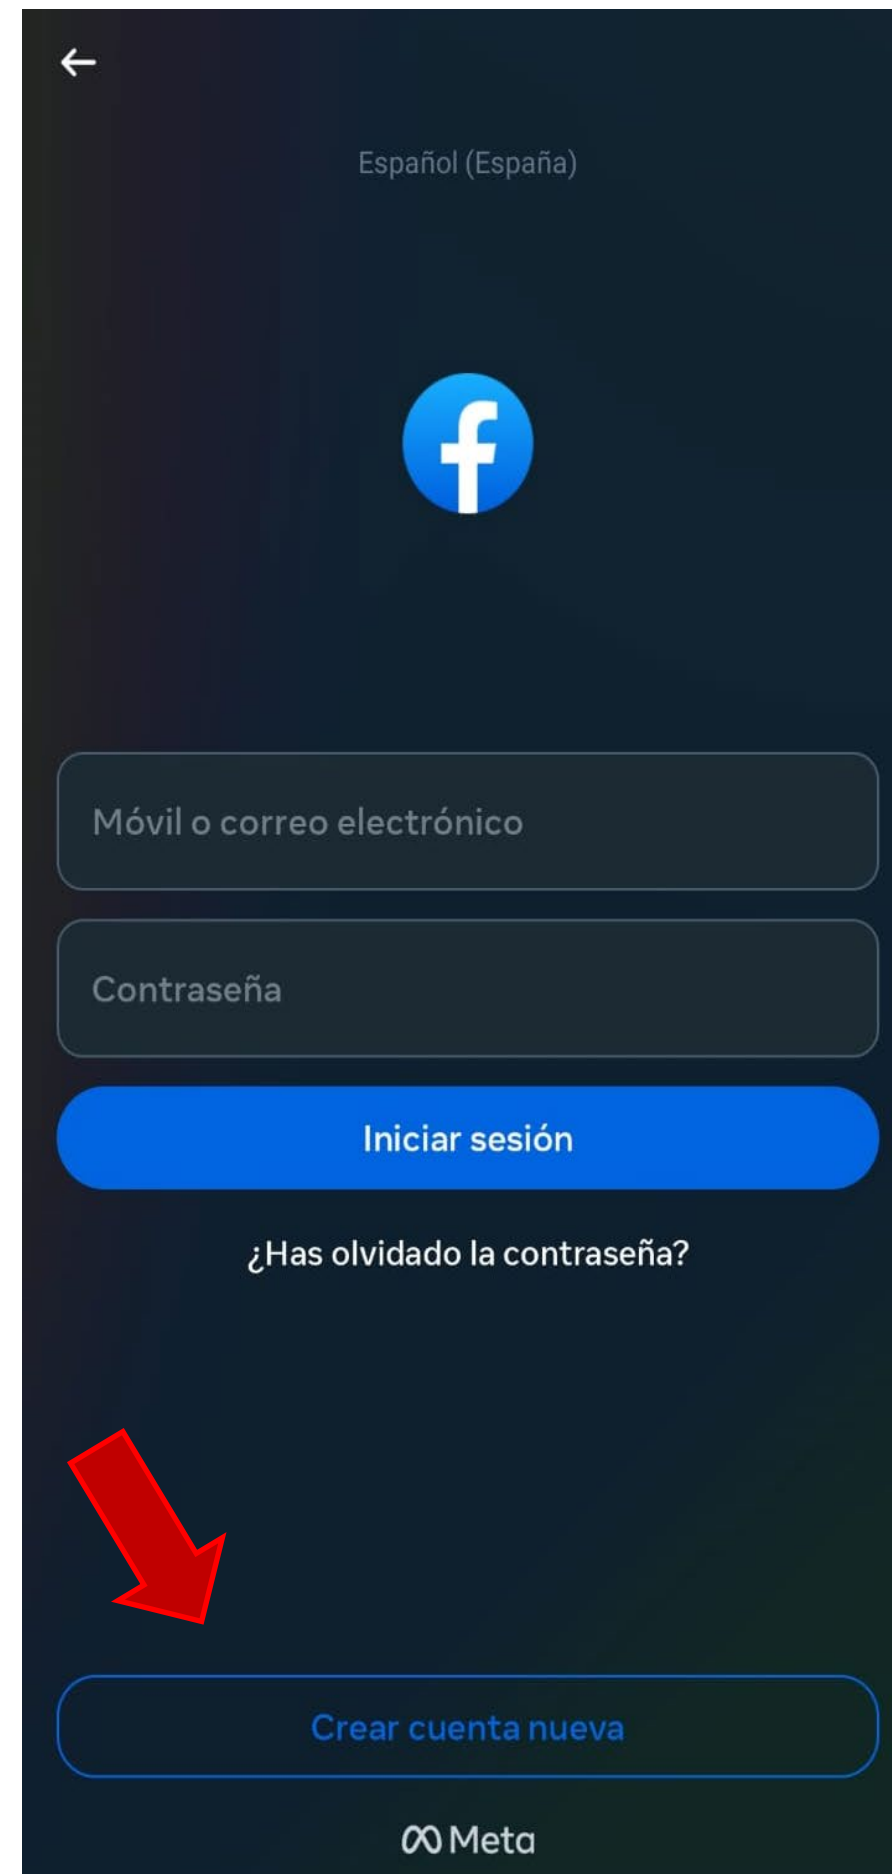 Español (España)
Móvil o correo electrónico
Contraseña
Iniciar sesión
¿Has olvidado la contraseña?
Crear cuenta nueva
Meta